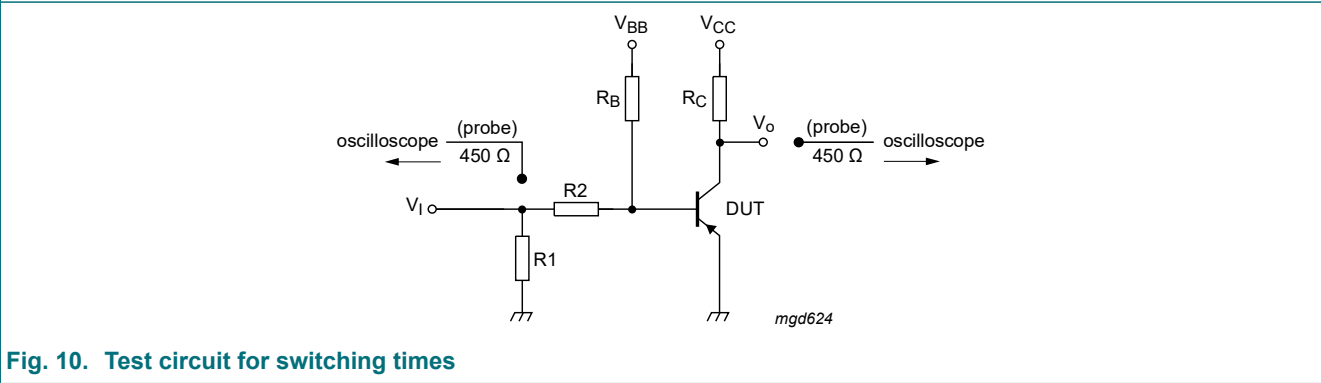 VBB
VCC
RB
RC
Vo
(probe)
oscilloscope
450 Ω
(probe)
oscilloscope
450 Ω
R2
VI
DUT
R1
mgd624
Fig. 10. Test circuit for switching times